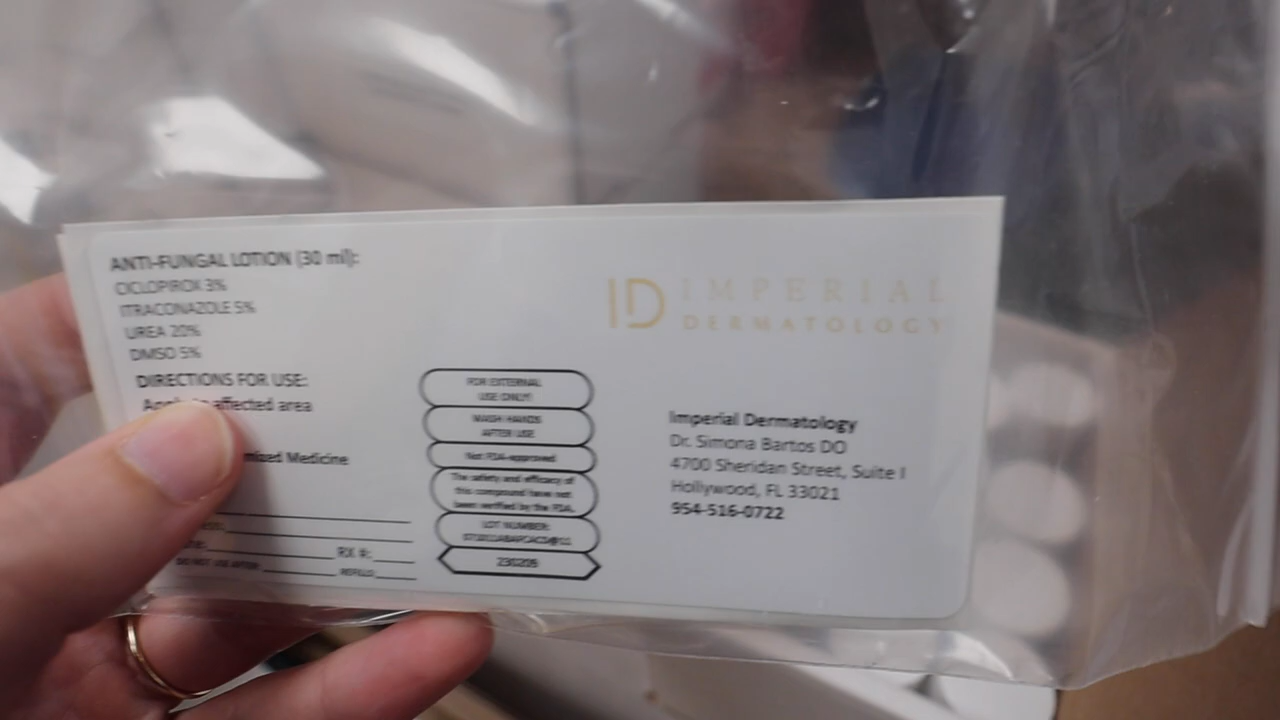 ANTI-FUNGAL LOTION (30 ml):
CICLOPIROX 3%
ITRACONAZOLE 5%
UREA 20%
DMSO 5%
DIRECTIONS FOR USE:
affected area
Medicine
RX #:
DO NOT USE AFTER:
REFILLS:
FOR EXTERNAL
USE ONLY!
WASH HANDS
AFTER USE
Not FDA-approved
The safety and efficacy of
this compound have not
been verified by the FDA.
LOT NUMBER:
230209
ID IMPERIAL
DERMATOLOGY
Imperial Dermatology
Dr. Simona Bartos DO
4700 Sheridan Street, Suite I
Hollywood, FL 33021
954-516-0722